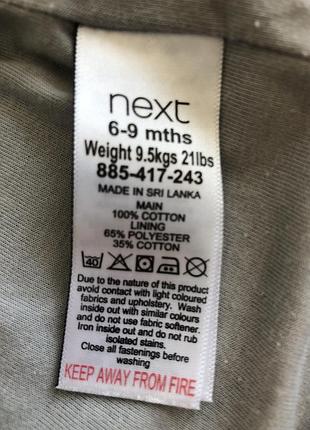 next
6-9 mths
Weight 9.5kgs 21lbs
885-417-243
MADE IN SRI LANKA
MAIN
100% COTTON
LINING
65% POLYESTER
35% COTTON
40
Due to the nature of this product
avoid contact with light coloured
fabrics and upholstery. Wash
inside out with similar colours
and do not use fabric softener.
Iron inside out and do not rub
isolated stains.
Close all fastenings before
washing
KEEP AWAY FROM FIRE